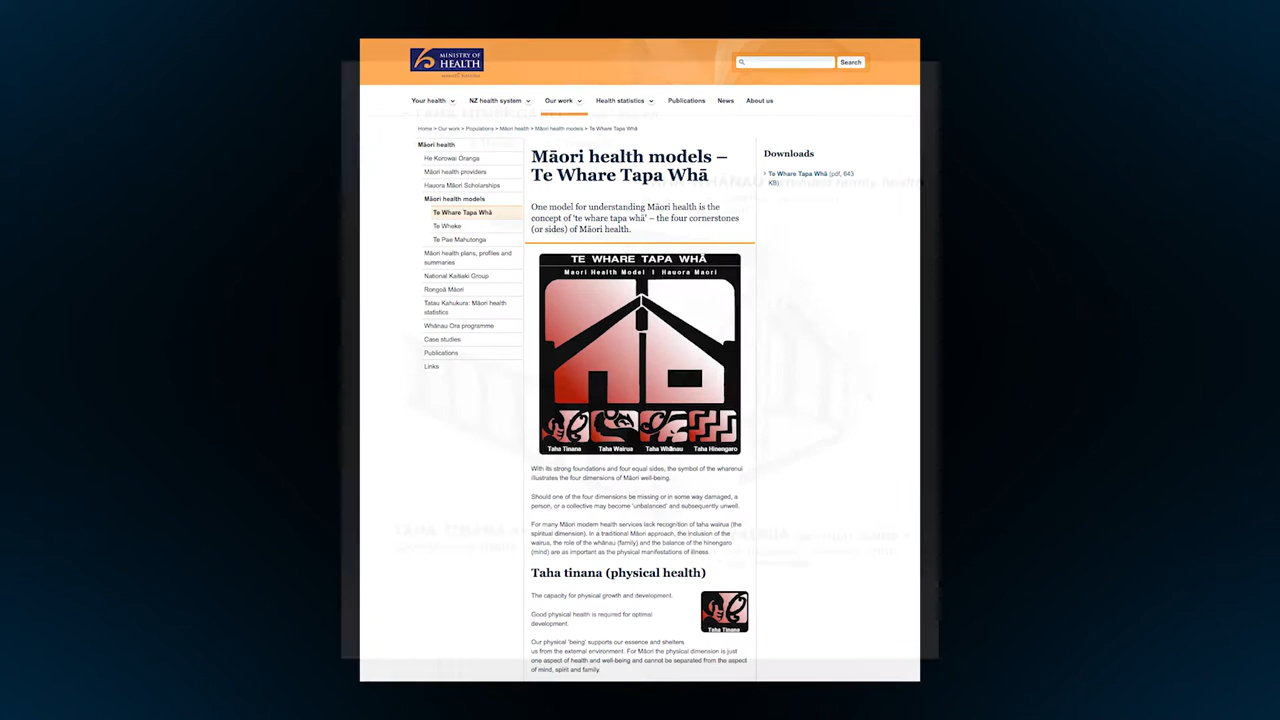 MINISTRY OF
HEALTH
MANATŪ HAUORA
Search
Your health
NZ health system
Our work
Health statistics
Publications
News
About us
Home > Our work > Populations > Māori health > Māori health models > Te Whare Tapa Whā
Māori health
He Korowai Oranga
Māori health providers
Hauora Māori Scholarships
Māori health models
Te Whare Tapa Whā
Te Wheke
Te Pae Mahutonga
Māori health plans, profiles and
summaries
National Kaitiaki Group
Rongoā Māori
Tatau Kahukura: Māori health
statistics
Whānau Ora programme
Case studies
Publications
Links
Māori health models –
Te Whare Tapa Whā
One model for understanding Māori health is the
concept of 'te whare tapa whā' – the four cornerstones
(or sides) of Māori health.
TE WHARE TAPA WHĀ
Maori Health Model | Hauora Maori
Taha Tinana
Taha Wairua
Taha Whānau
Taha Hinengaro
With its strong foundations and four equal sides, the symbol of the wharenui
illustrates the four dimensions of Māori well-being.
Should one of the four dimensions be missing or in some way damaged, a
person, or a collective may become 'unbalanced' and subsequently unwell.
For many Māori modern health services lack recognition of taha wairua (the
spiritual dimension). In a traditional Māori approach, the inclusion of the
wairua, the role of the whānau (family) and the balance of the hinengaro
(mind) are as important as the physical manifestations of illness.
Taha tinana (physical health)
The capacity for physical growth and development.
Good physical health is required for optimal
development.
Taha Tinana
Our physical 'being' supports our essence and shelters
us from the external environment. For Māori the physical dimension is just
one aspect of health and well-being and cannot be separated from the aspect
of mind, spirit and family.
Downloads
Te Whare Tapa Whā (pdf, 643
KB)